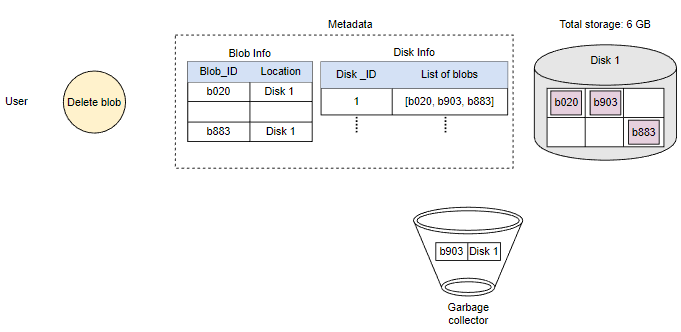 Metadata
Total storage: 6 GB
User
Delete blob
Blob Info
Blob_ID Location
b020 Disk 1
b883 Disk 1
Disk Info
Disk _ID List of blobs
1 [b020, b903, b883]
Disk 1
b020 b903
b883
b903 Disk 1
Garbage
collector